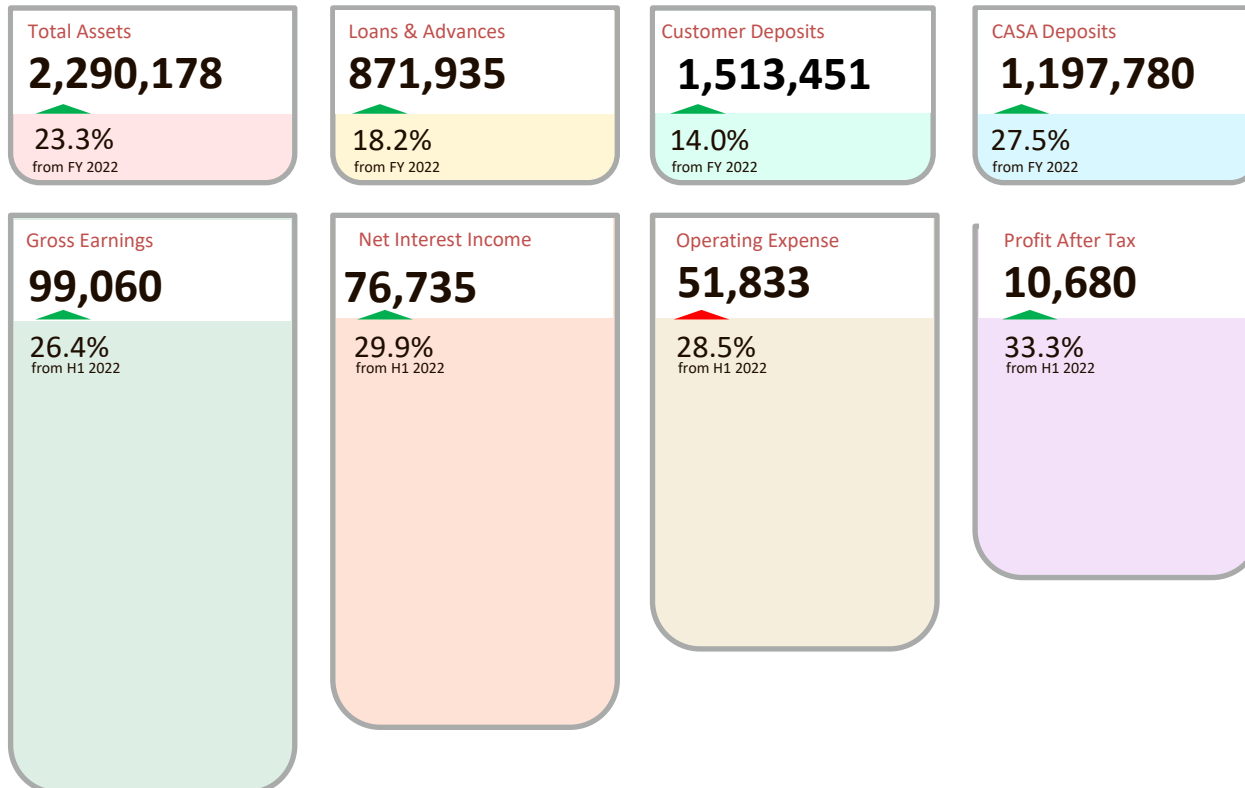 Total Assets
2,290,178
23.3%
from FY 2022
Loans & Advances
871,935
18.2%
from FY 2022
Customer Deposits
1,513,451
14.0%
from FY 2022
CASA Deposits
1,197,780
27.5%
from FY 2022
Gross Earnings
99,060
26.4%
from H1 2022
Net Interest Income
76,735
29.9%
from H1 2022
Operating Expense
51,833
28.5%
from H1 2022
Profit After Tax
10,680
33.3%
from H1 2022